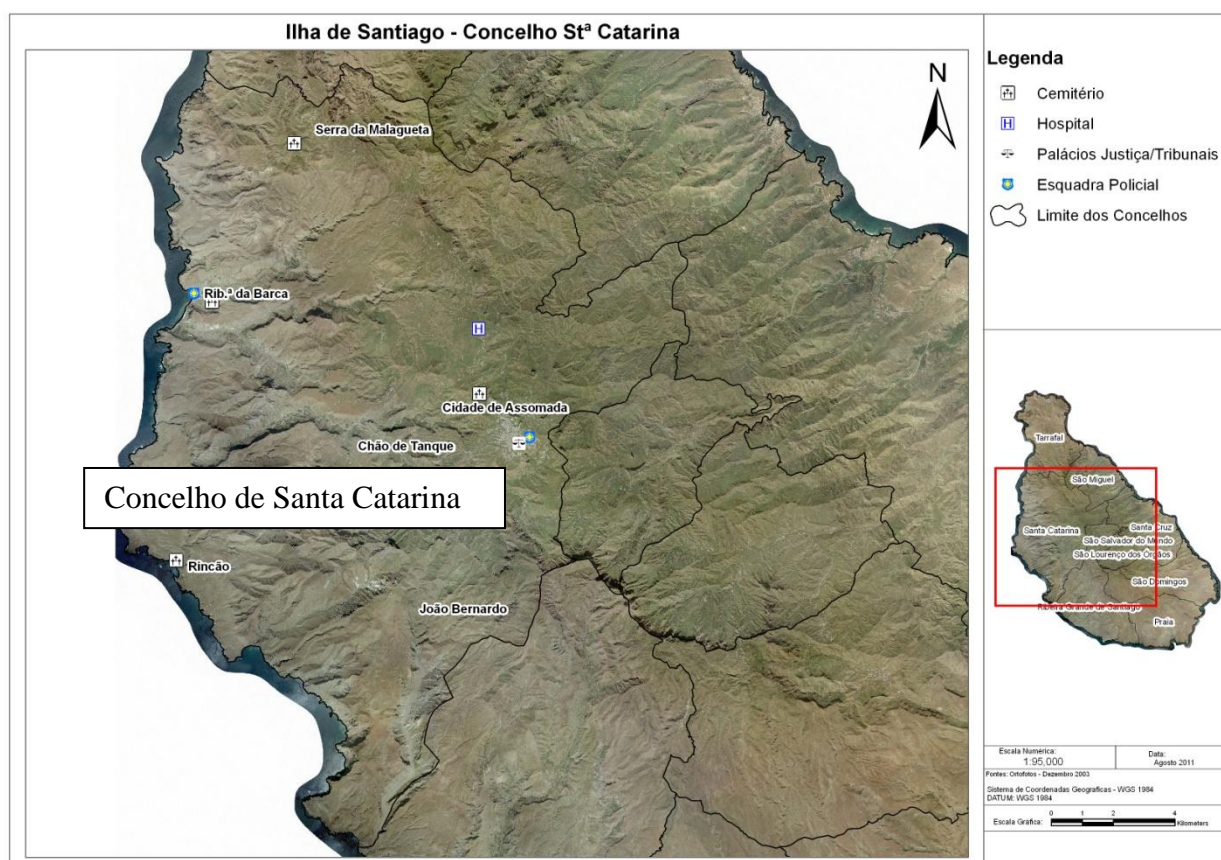 Ilha de Santiago - Concelho Stª Catarina
N
Serra da Malagueta
Rib.ª da Barca
H
Cidade de Assomada
Chão de Tanque
Concelho de Santa Catarina
Rincão
João Bernardo
Legenda
Cemitério
H Hospital
Palácios Justiça/Tribunais
Esquadra Policial
Limite dos Concelhos
Tarrafal
São Miguel
Santa Catarina
Santa Cruz
São Salvador do Mundo
São Lourenço dos Órgãos
São Domingos
Ribeira Grande de Santiago
Praia
Escala Numérica:
1:95,000
Data:
Agosto 2011
Fontes: Ortofotos - Dezembro 2003
Sistema de Coordenadas Geograficas - WGS 1984
DATUM: WGS 1984
Escala Gráfica:
0 1 2 4
Kilometers